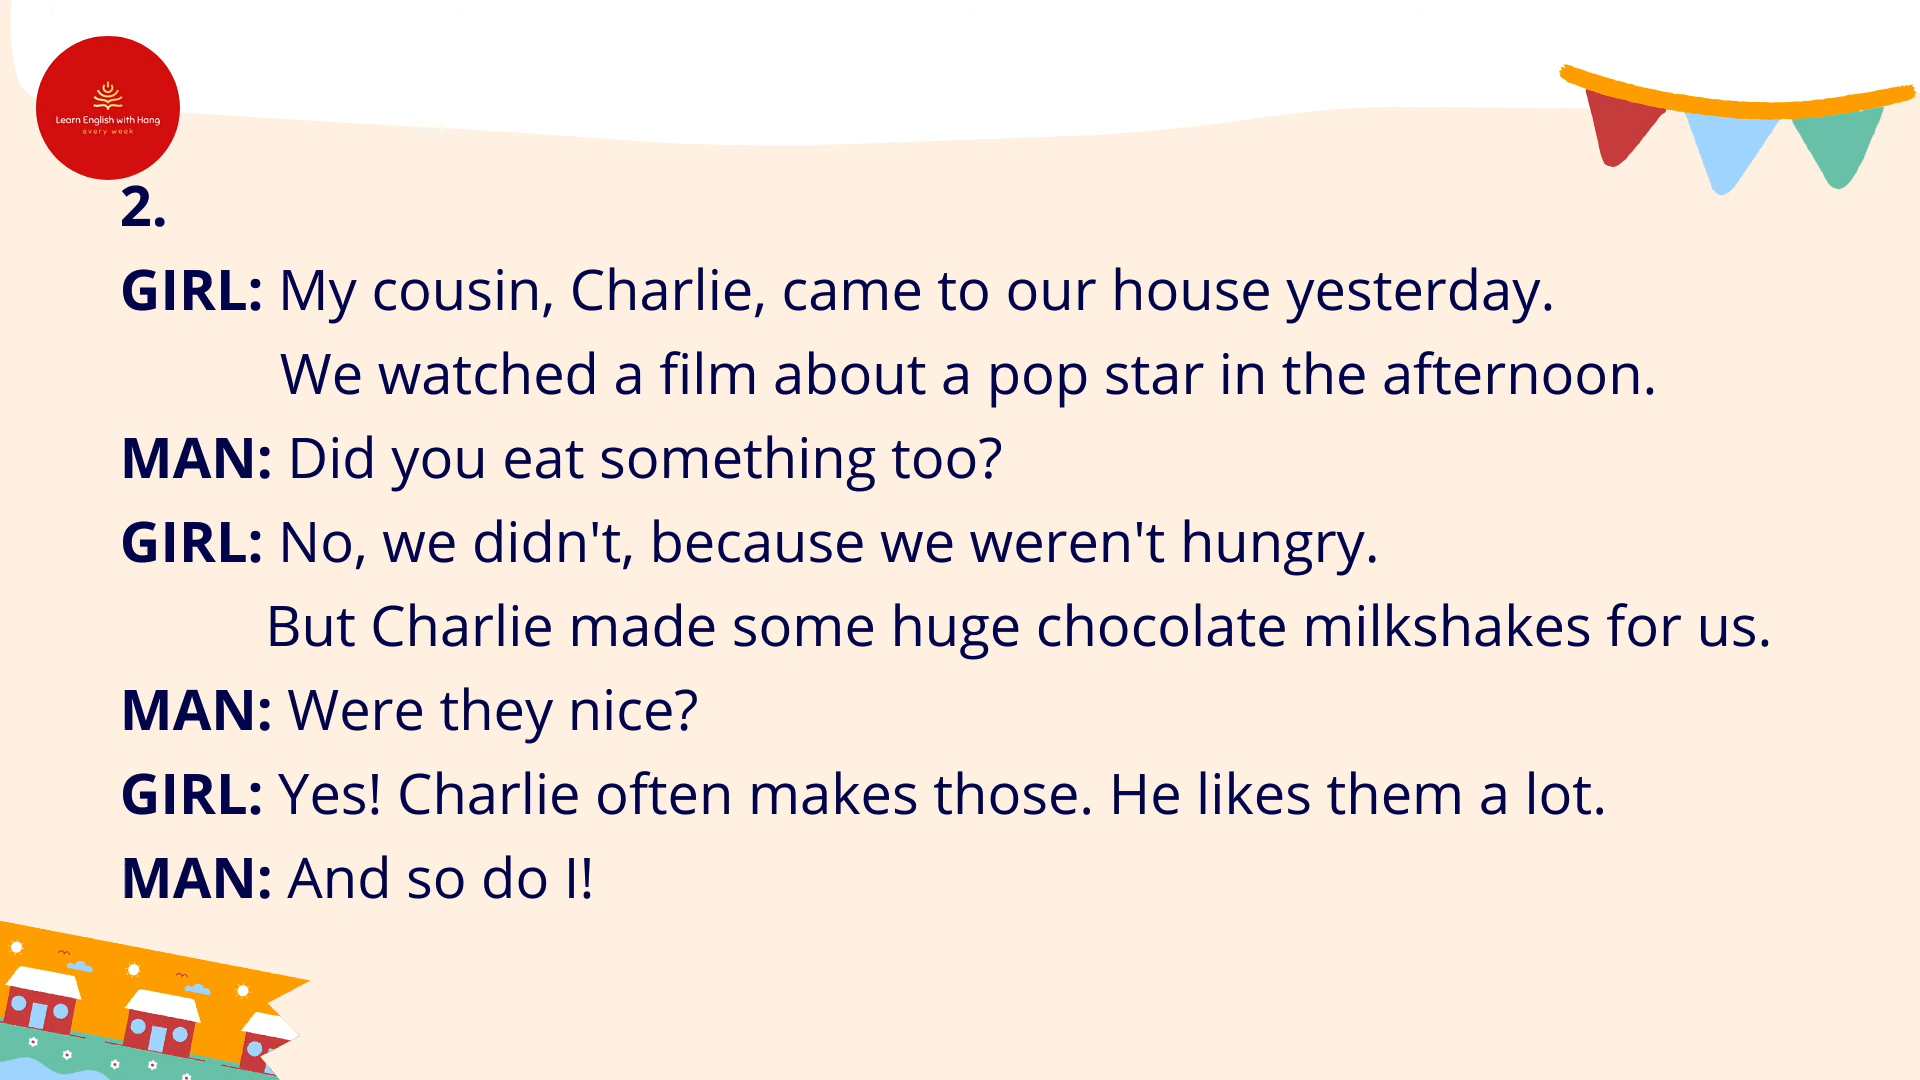 Learn English with Hang
every week
2.
GIRL: My cousin, Charlie, came to our house yesterday.
We watched a film about a pop star in the afternoon.
MAN: Did you eat something too?
GIRL: No, we didn't, because we weren't hungry.
But Charlie made some huge chocolate milkshakes for us.
MAN: Were they nice?
GIRL: Yes! Charlie often makes those. He likes them a lot.
MAN: And so do I!